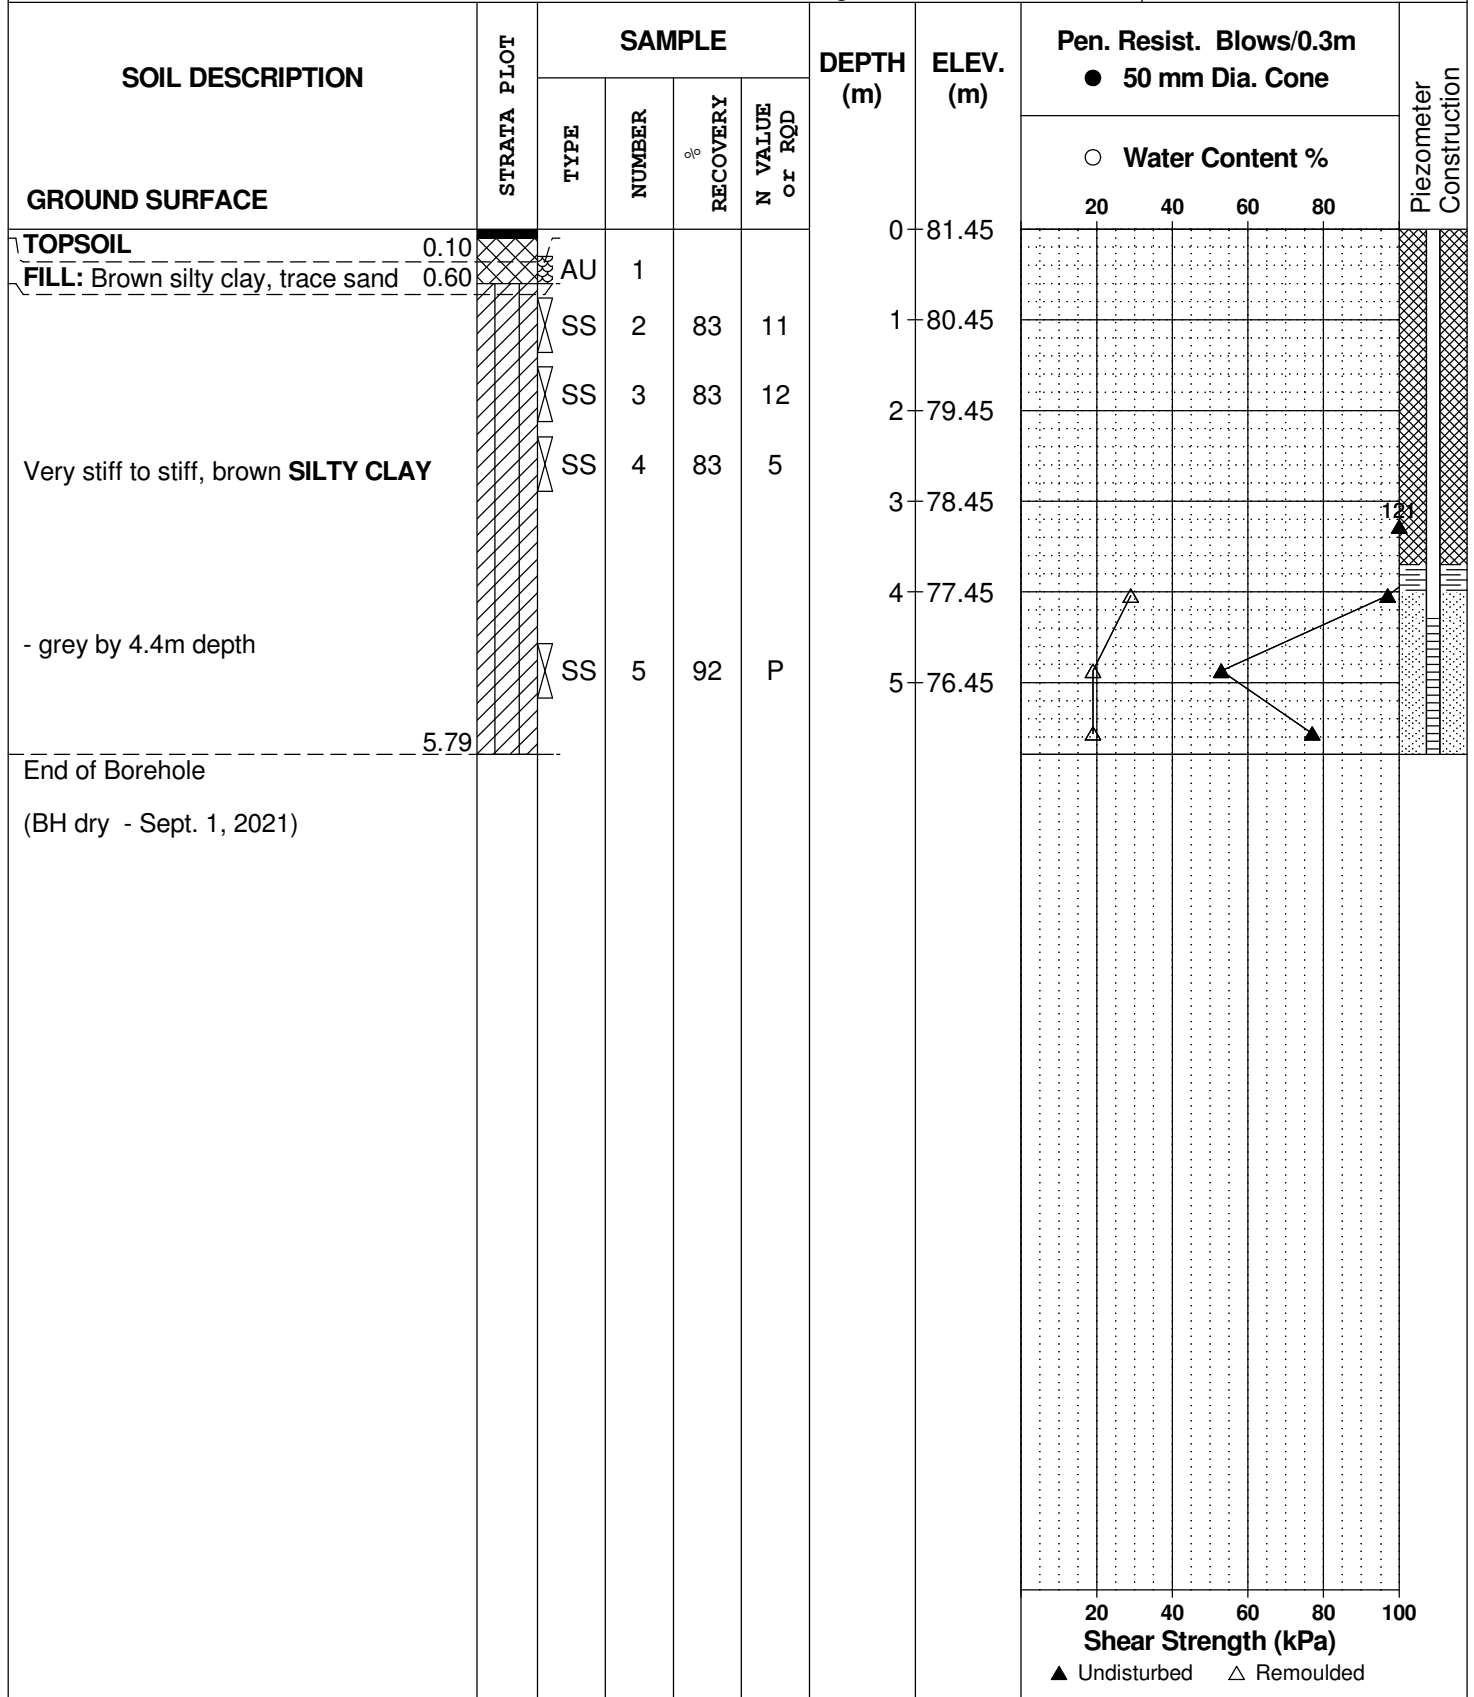 SOIL DESCRIPTION
GROUND SURFACE
STRATA PLOT
SAMPLE
TYPE
NUMBER
% RECOVERY
N VALUE or RQD
DEPTH (m)
ELEV. (m)
Pen. Resist. Blows/0.3m
● 50 mm Dia. Cone
○ Water Content %
20 40 60 80
Piezometer Construction
TOPSOIL 0.10
FILL: Brown silty clay, trace sand 0.60
AU 1
SS 2 83 11
SS 3 83 12
SS 4 83 5
SS 5 92 P
0 81.45
1 80.45
2 79.45
3 78.45
4 77.45
5 76.45
121
Very stiff to stiff, brown SILTY CLAY
- grey by 4.4m depth
5.79
End of Borehole
(BH dry - Sept. 1, 2021)
20 40 60 80 100
Shear Strength (kPa)
▲ Undisturbed △ Remoulded